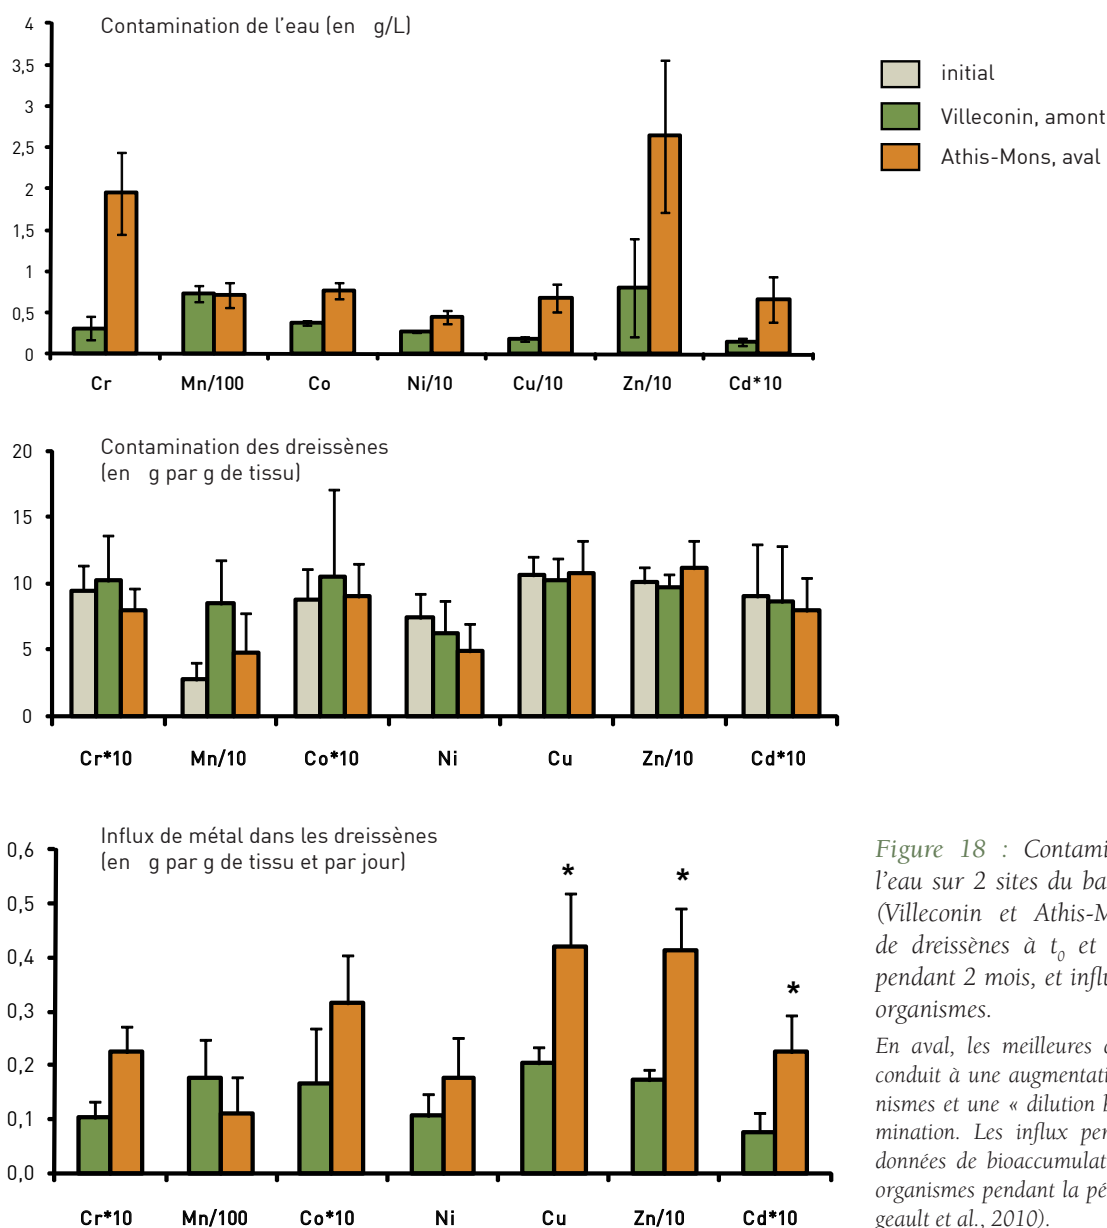 Contamination de l'eau (en g/L)
4
3,5
3
2,5
2
1,5
1
0,5
0
Cr Mn/100 Co Ni/10 Cu/10 Zn/10 Cd*10
initial
Villeconin, amont
Athis-Mons, aval
Contamination des dreissènes
(en g par g de tissu)
20
15
10
5
0
Cr*10 Mn/10 Co*10 Ni Cu Zn/10 Cd*10
Influx de métal dans les dreissènes
(en g par g de tissu et par jour)
0,6
0,5
0,4
0,3
0,2
0,1
0,0
* * *
Cr*10 Mn/100 Co*10 Ni Cu Zn/10 Cd*10
Figure 18 : Contami
l'eau sur 2 sites du ba
(Villeconin et Athis-M
de dreissènes à t0 et
pendant 2 mois, et influ
organismes.
En aval, les meilleures c
conduit à une augmentati
nismes et une « dilution
mination. Les influx per
données de bioaccumulat
organismes pendant la pé
geault et al., 2010).